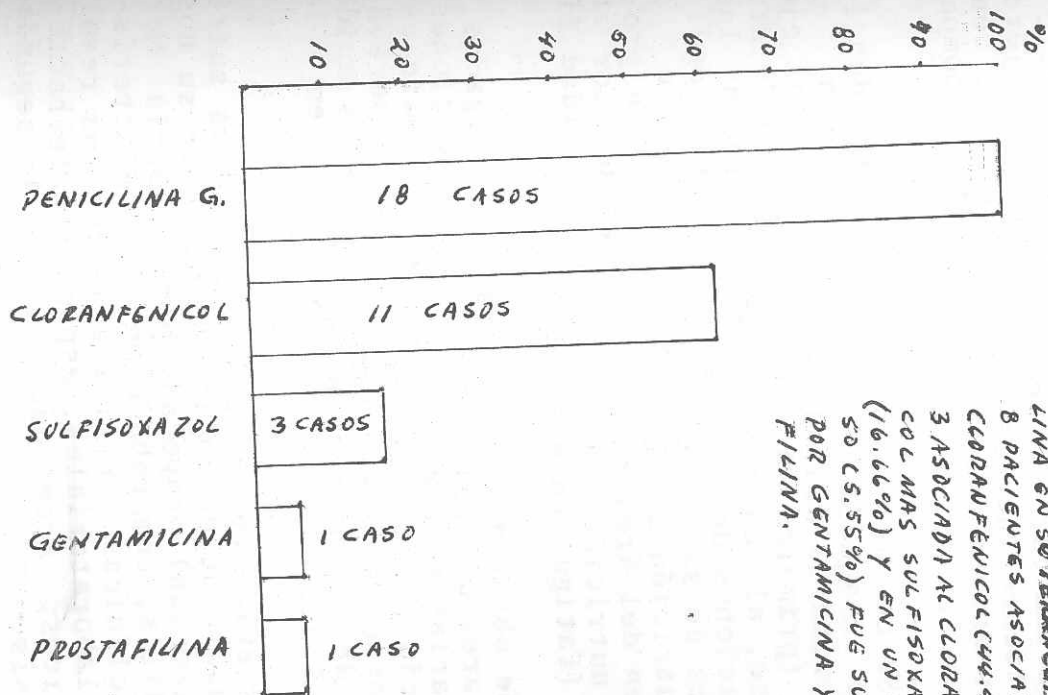 10 20 30 40 50 60 70 80 90 100 %
PENICILINA G. 18 CASOS
CLORANFENICOL 11 CASOS
SULFISOXAZOL 3 CASOS
GENTAMICINA 1 CASO
PROSTAFILINA 1 CASO
LINA EN SU
8 PACIENTES ASOCIA
CLORANFENICOL (44.
3 ASOCIADA AL CLORA
COL MAS SULFISOXA
(16.66%) Y EN UN
SO (5.55%) FUE SU
POR GENTAMICINA Y
FILINA.